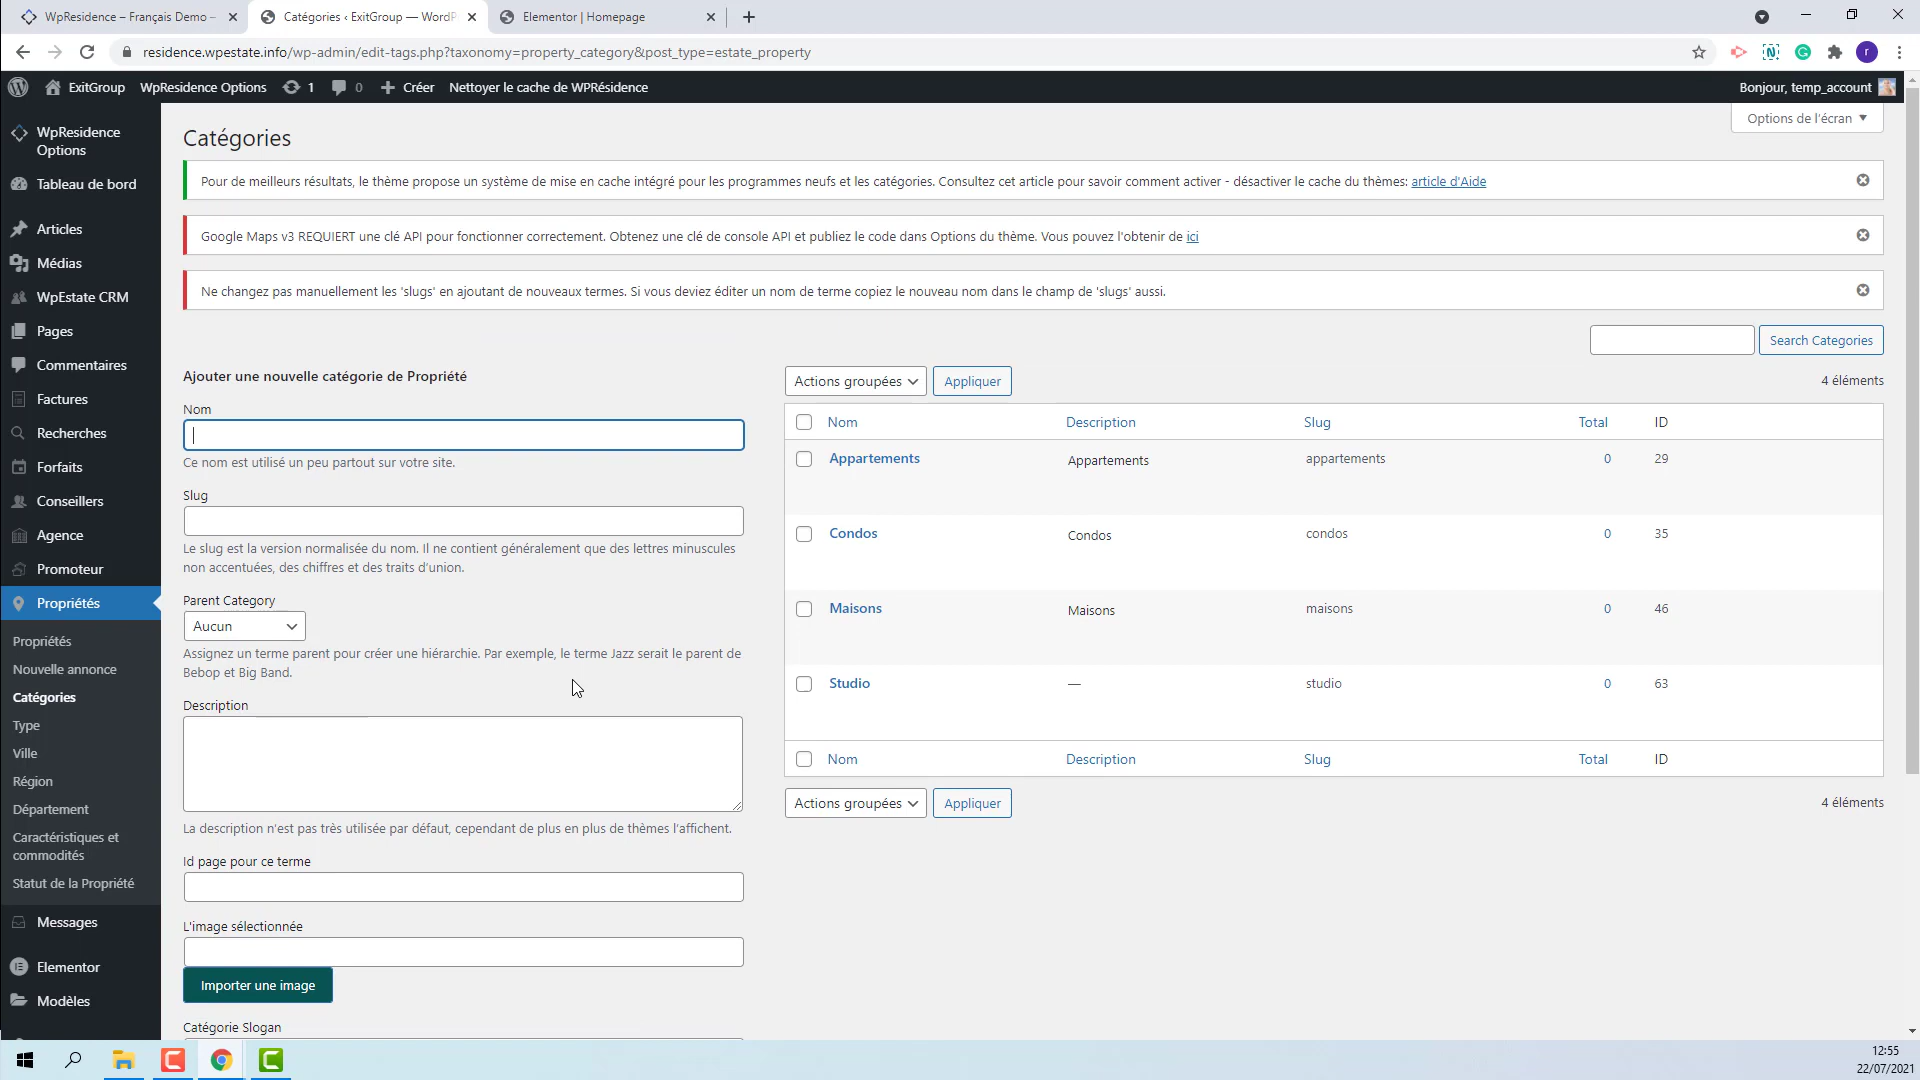 WpResidence – Français Demo -
Catégories ‹ ExitGroup — WordP
Elementor | Homepage
residence.wpestate.info/wp-admin/edit-tags.php?taxonomy=property_category&post_type=estate_property
r
ExitGroup
WpResidence Options
1
0
Créer
Nettoyer le cache de WPRésidence
Bonjour, temp_account
WpResidence
Options
Tableau de bord
Articles
Médias
WpEstate CRM
Pages
Commentaires
Factures
Recherches
Forfaits
Conseillers
Agence
Promoteur
Propriétés
Propriétés
Nouvelle annonce
Catégories
Type
Ville
Région
Département
Caractéristiques et
commodités
Statut de la Propriété
Messages
Elementor
Modèles
Options de l'écran
Catégories
Pour de meilleurs résultats, le thème propose un système de mise en cache intégré pour les programmes neufs et les catégories. Consultez cet article pour savoir comment activer - désactiver le cache du thèmes: article d'Aide
Google Maps v3 REQUIERT une clé API pour fonctionner correctement. Obtenez une clé de console API et publiez le code dans Options du thème. Vous pouvez l'obtenir de ici
Ne changez pas manuellement les 'slugs' en ajoutant de nouveaux termes. Si vous deviez éditer un nom de terme copiez le nouveau nom dans le champ de 'slugs' aussi.
Search Categories
Ajouter une nouvelle catégorie de Propriété
Nom
Ce nom est utilisé un peu partout sur votre site.
Slug
Le slug est la version normalisée du nom. Il ne contient généralement que des lettres minuscules
non accentuées, des chiffres et des traits d'union.
Parent Category
Aucun
Assignez un terme parent pour créer une hiérarchie. Par exemple, le terme Jazz serait le parent de
Bebop et Big Band.
Description
La description n'est pas très utilisée par défaut, cependant de plus en plus de thèmes l'affichent.
Id page pour ce terme
L'image sélectionnée
Importer une image
Catégorie Slogan
Actions groupées
Appliquer
4 éléments
Nom Description Slug Total ID
Appartements Appartements appartements 0 29
Condos Condos condos 0 35
Maisons Maisons maisons 0 46
Studio — studio 0 63
Nom Description Slug Total ID
Actions groupées
Appliquer
4 éléments
12:55
22/07/2021